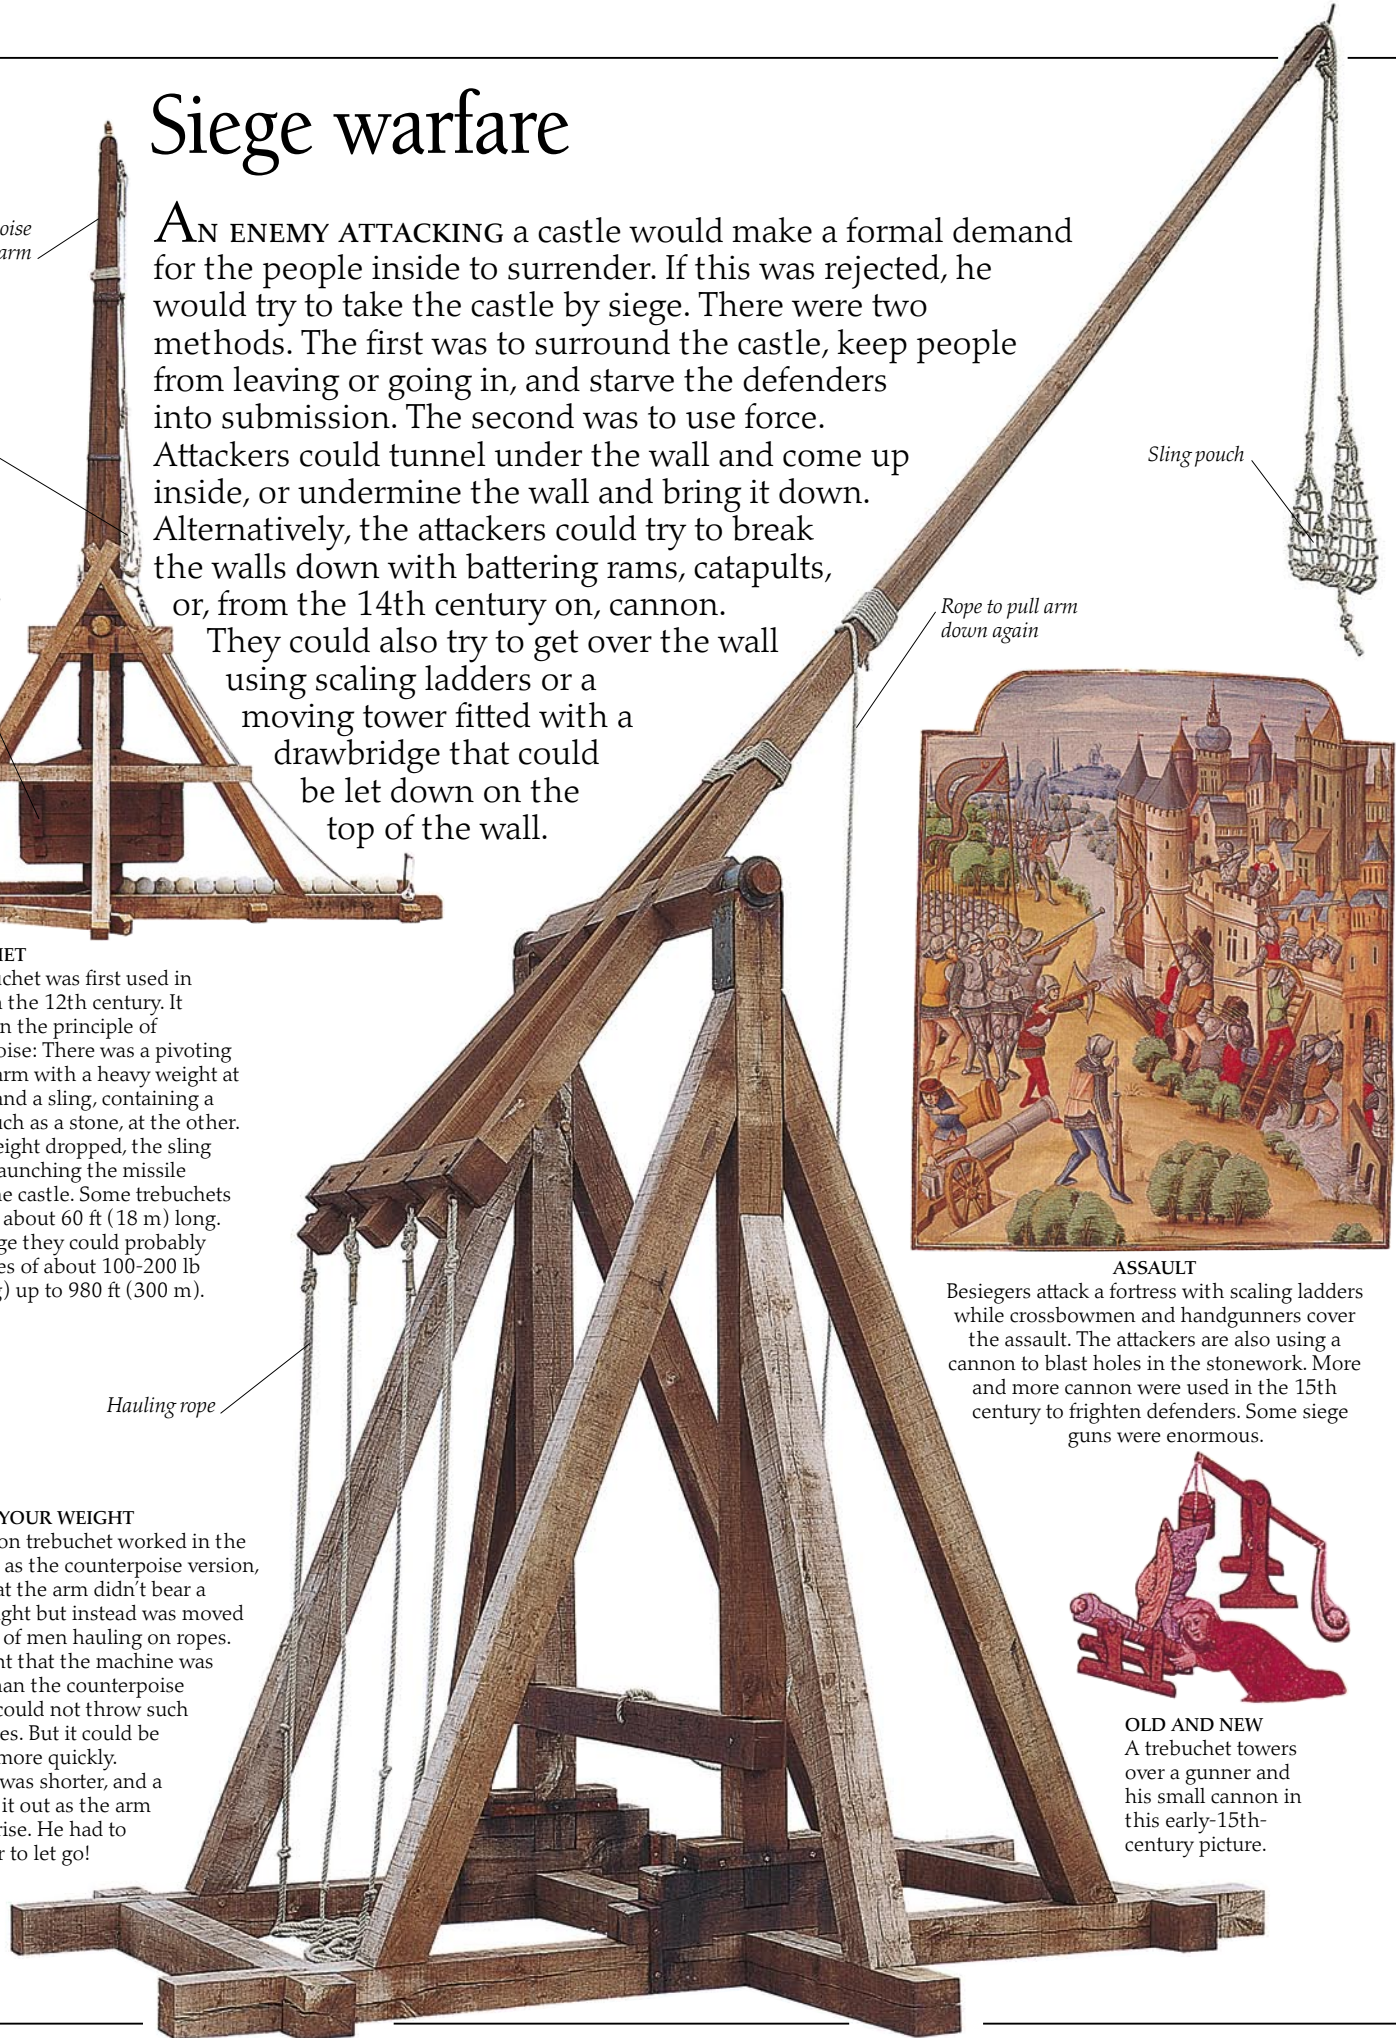 Siege warfare
AN ENEMY ATTACKING a castle would make a formal demand
for the people inside to surrender. If this was rejected, he
would try to take the castle by siege. There were two
methods. The first was to surround the castle, keep people
from leaving or going in, and starve the defenders
into submission. The second was to use force.
Attackers could tunnel under the wall and come up
inside, or undermine the wall and bring it down.
Alternatively, the attackers could try to break
the walls down with battering rams, catapults,
or, from the 14th century on, cannon.
They could also try to get over the wall
using scaling ladders or a
moving tower fitted with a
drawbridge that could
be let down on the
top of the wall.
oise
arm
Sling pouch
Rope to pull arm
down again
HET
uchet was first used in
n the 12th century. It
n the principle of
oise: There was a pivoting
arm with a heavy weight at
and a sling, containing a
uch as a stone, at the other.
eight dropped, the sling
launching the missile
he castle. Some trebuchets
about 60 ft (18 m) long.
ge they could probably
es of about 100-200 lb
g) up to 980 ft (300 m).
Hauling rope
ASSAULT
Besiegers attack a fortress with scaling ladders
while crossbowmen and handgunners cover
the assault. The attackers are also using a
cannon to blast holes in the stonework. More
and more cannon were used in the 15th
century to frighten defenders. Some siege
guns were enormous.
YOUR WEIGHT
on trebuchet worked in the
as the counterpoise version,
at the arm didn't bear a
ght but instead was moved
of men hauling on ropes.
nt that the machine was
han the counterpoise
could not throw such
es. But it could be
more quickly.
was shorter, and a
it out as the arm
rise. He had to
r to let go!
OLD AND NEW
A trebuchet towers
over a gunner and
his small cannon in
this early-15th-
century picture.